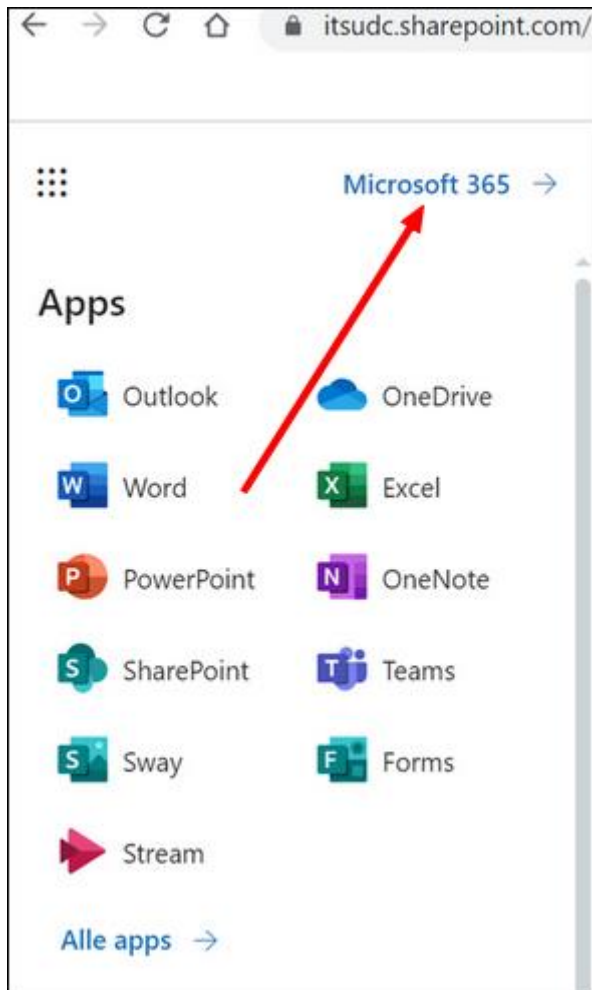 itsudc.sharepoint.com/
Microsoft 365 →
Apps
Outlook
OneDrive
Word
Excel
PowerPoint
OneNote
SharePoint
Teams
Sway
Forms
Stream
Alle apps →